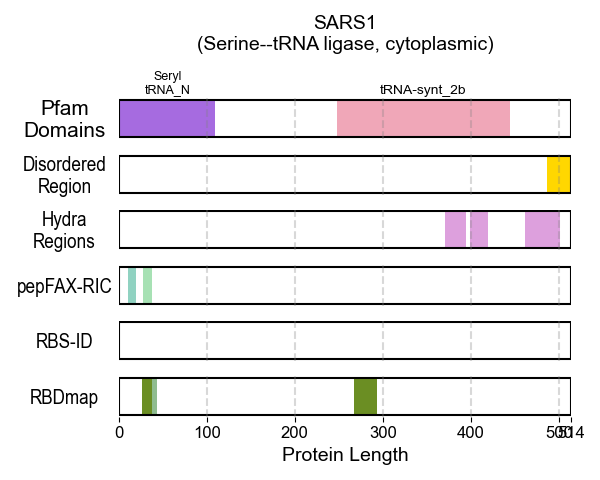 SARS1
(Serine--tRNA ligase, cytoplasmic)
Seryl
tRNA_N
tRNA-synt_2b
Pfam
Domains
Disordered
Region
Hydra
Regions
pepFAX-RIC
RBS-ID
RBDmap
0 100 200 300 400 500 514
Protein Length